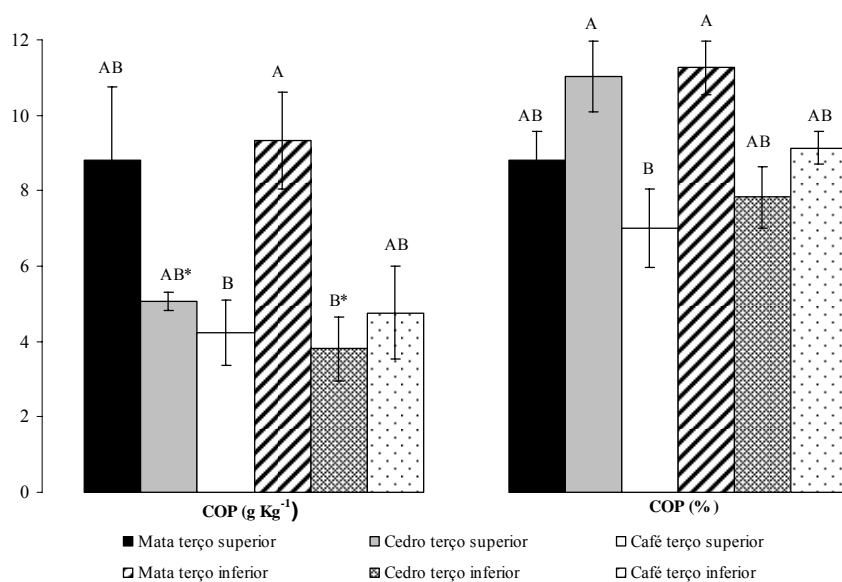 12
10
8
6
4
2
0
AB
AB*
B
A
B*
AB
AB
A
B
A
AB
AB
COP (g Kg⁻¹)
COP (%)
Mata terço superior
Cedro terço superior
Café terço superior
Mata terço inferior
Cedro terço inferior
Café terço inferior